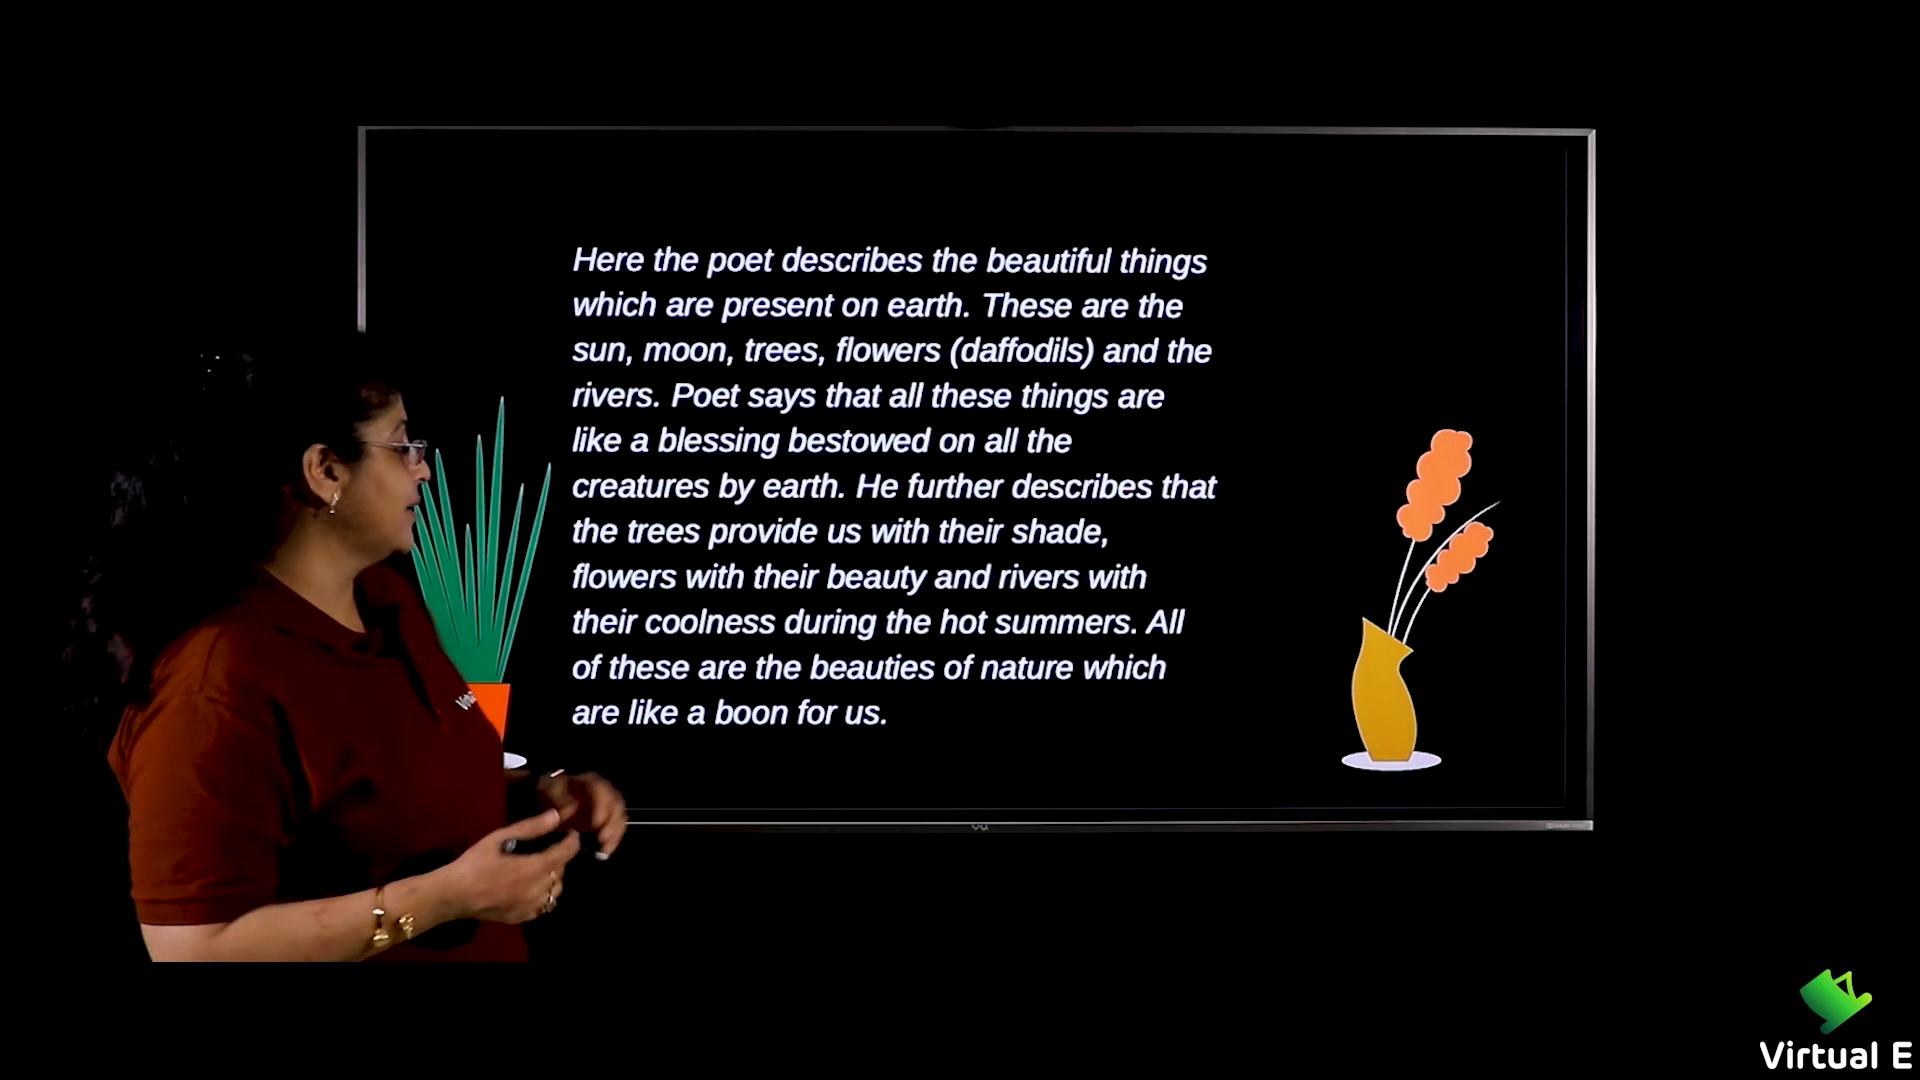 Here the poet describes the beautiful things
which are present on earth. These are the
sun, moon, trees, flowers (daffodils) and the
rivers. Poet says that all these things are
like a blessing bestowed on all the
creatures by earth. He further describes that
the trees provide us with their shade,
flowers with their beauty and rivers with
their coolness during the hot summers. All
of these are the beauties of nature which
are like a boon for us.
Virtual E